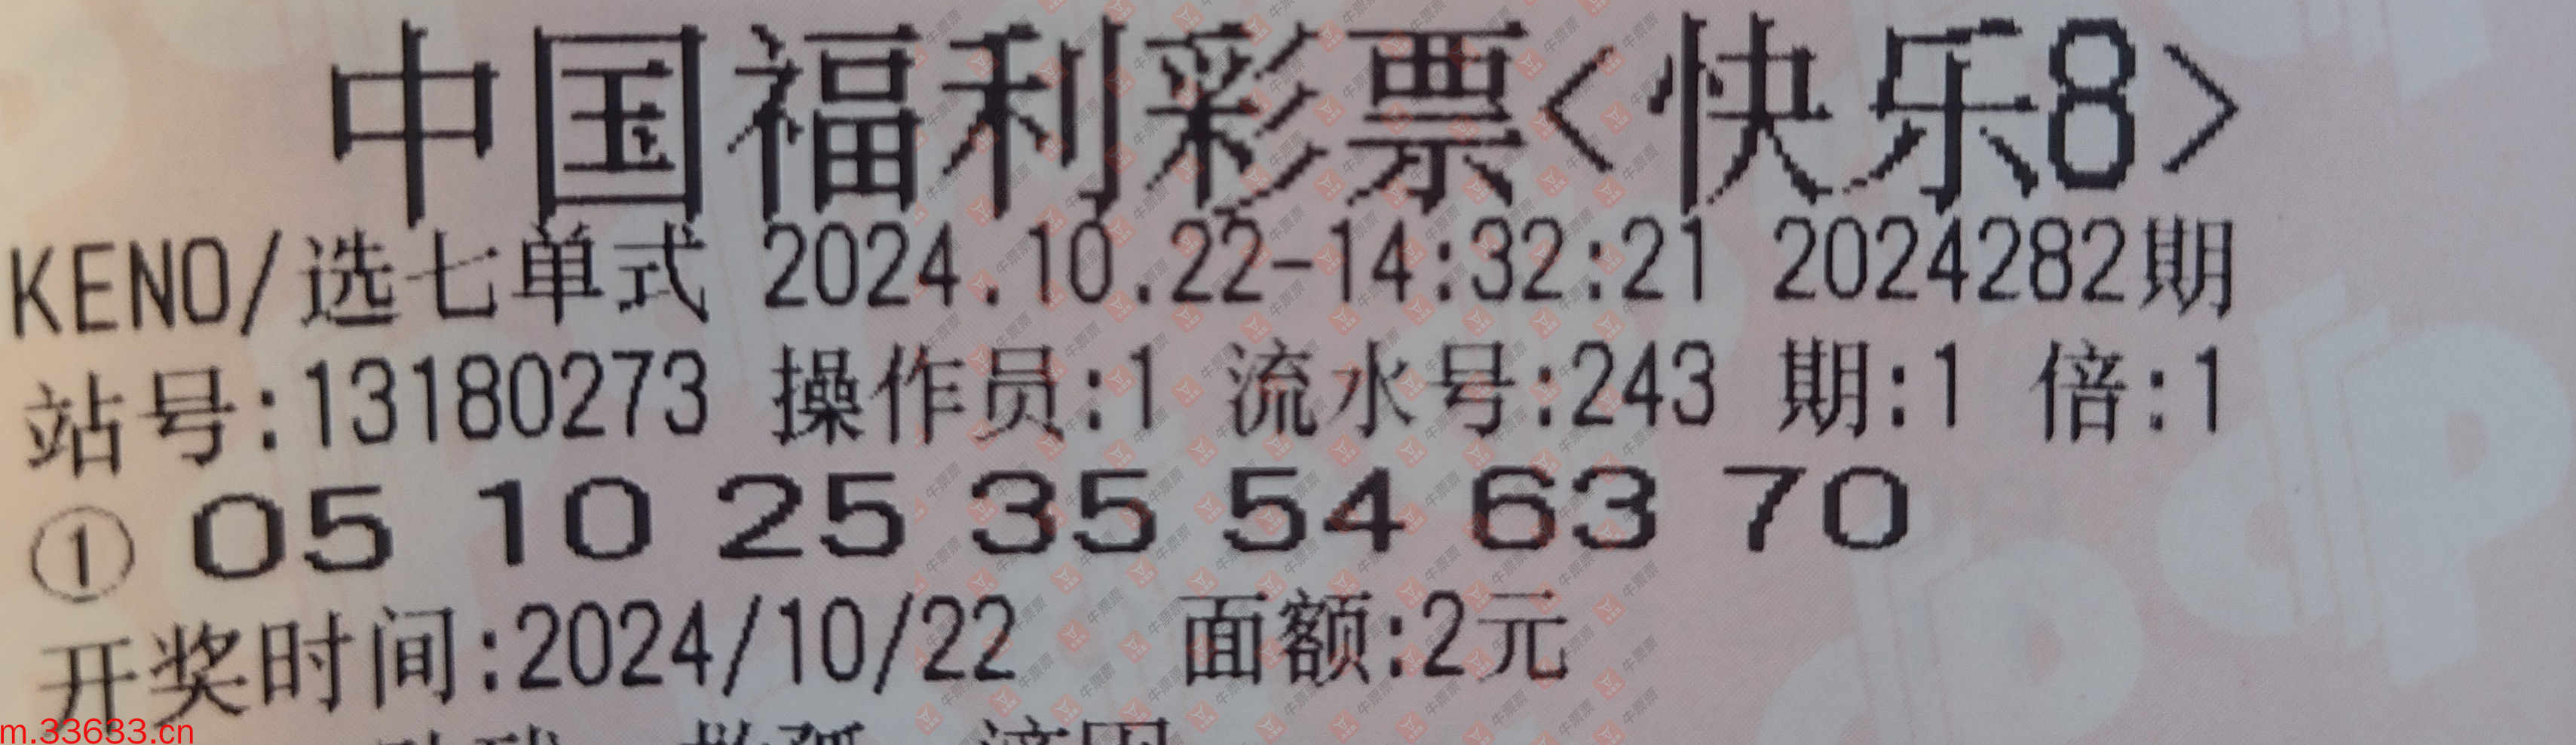 中国福利彩票<快乐8>
KENO/选七单式 2024.10.22-14:32:21 2024282期
站号:13180273 操作员:1 流水号:243 期:1 倍:1
① 05 10 25 35 54 63 70
开奖时间:2024/10/22 面额:2元
m.33633.cn
牛票票